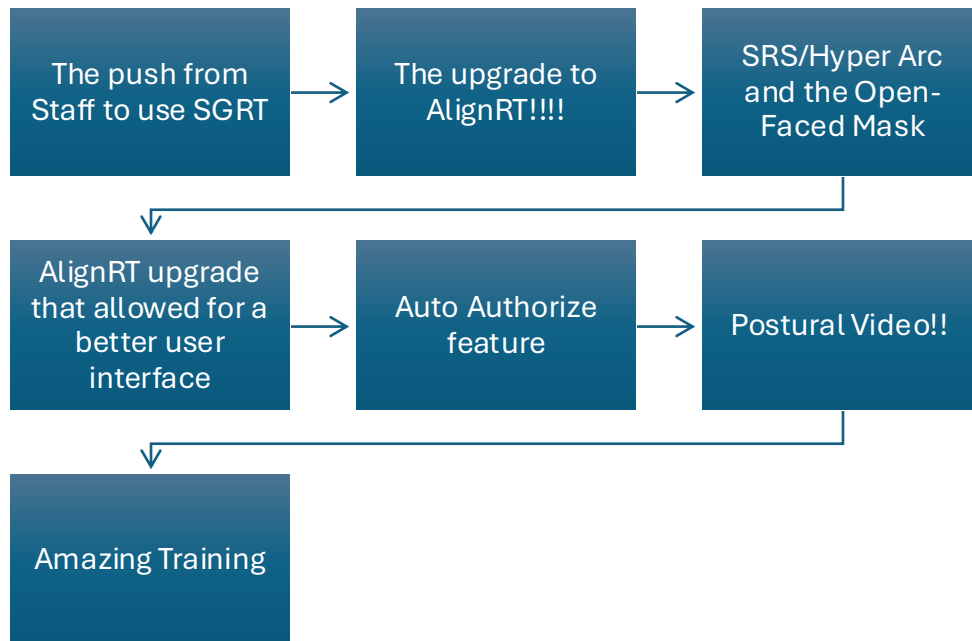 The push from
Staff to use SGRT
The upgrade to
AlignRT!!!!
SRS/Hyper Arc
and the Open-
Faced Mask
AlignRT upgrade
that allowed for a
better user
interface
Auto Authorize
feature
Postural Video!!
Amazing Training